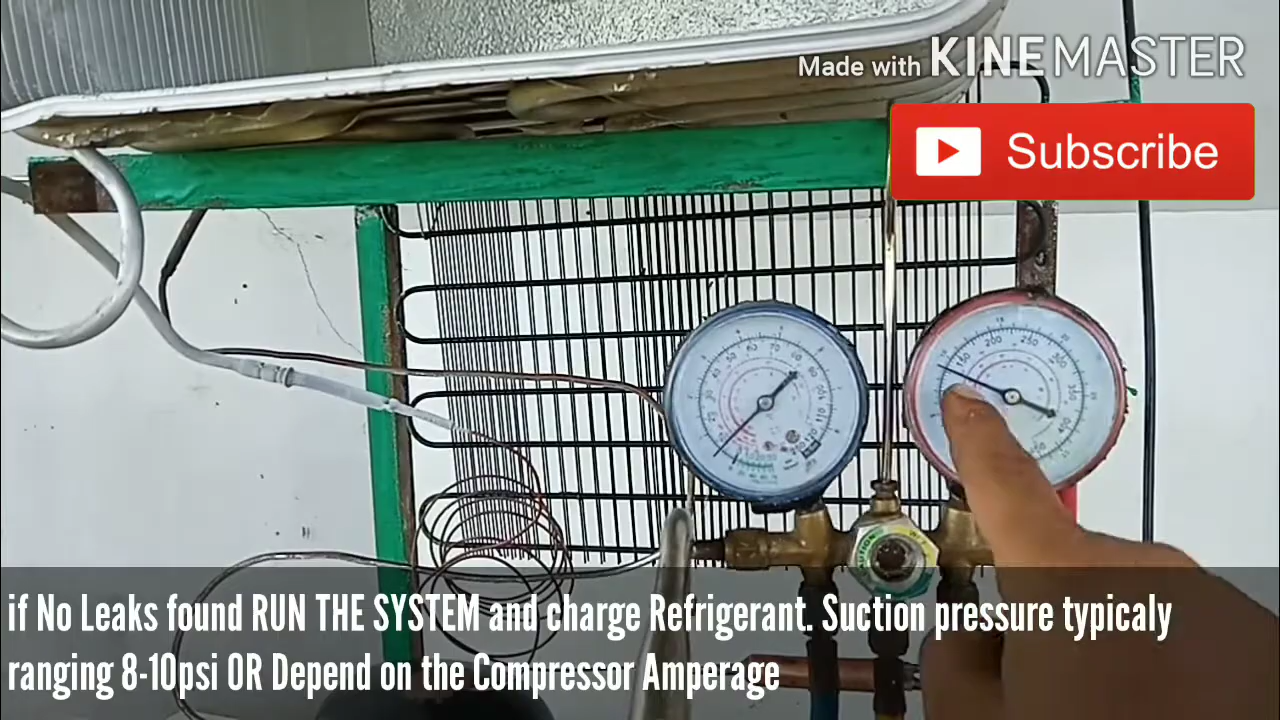 Made with KINEMASTER
Subscribe
if No Leaks found RUN THE SYSTEM and charge Refrigerant. Suction pressure typicaly
ranging 8-10psi OR Depend on the Compressor Amperage